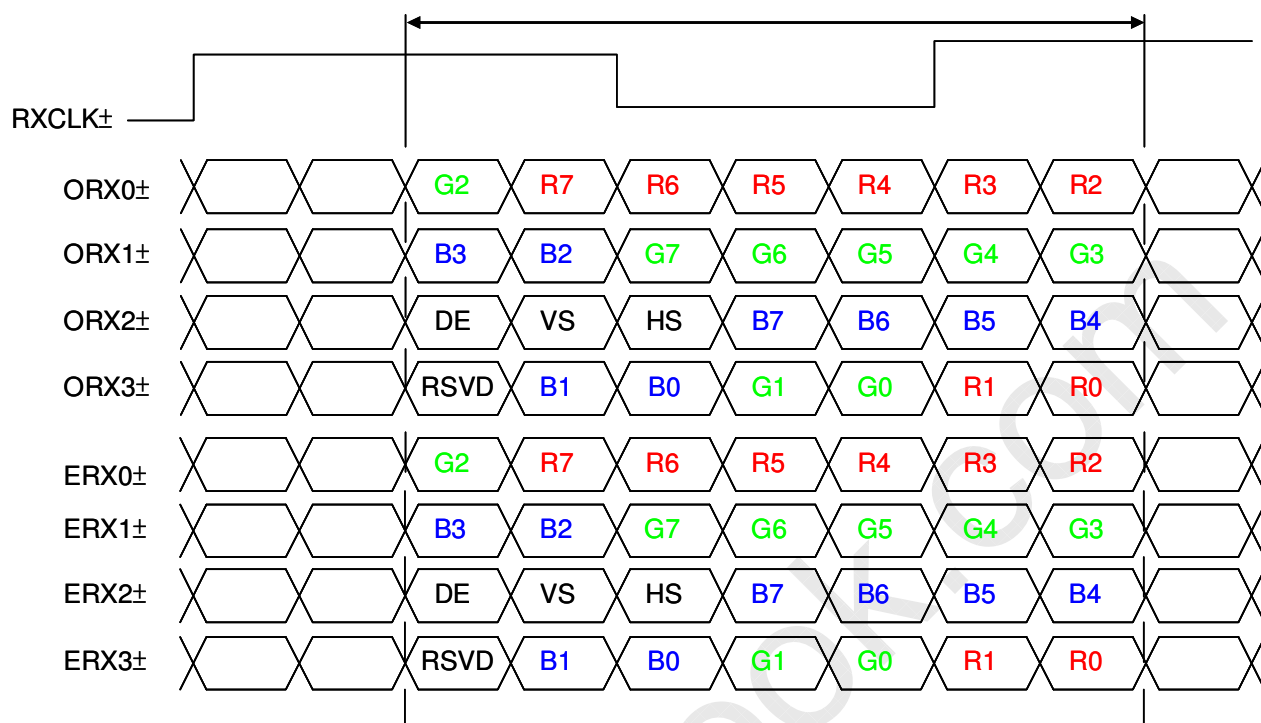 RXCLK±
ORX0± G2 R7 R6 R5 R4 R3 R2
ORX1± B3 B2 G7 G6 G5 G4 G3
ORX2± DE VS HS B7 B6 B5 B4
ORX3± RSVD B1 B0 G1 G0 R1 R0
ERX0± G2 R7 R6 R5 R4 R3 R2
ERX1± B3 B2 G7 G6 G5 G4 G3
ERX2± DE VS HS B7 B6 B5 B4
ERX3± RSVD B1 B0 G1 G0 R1 R0
ook.com